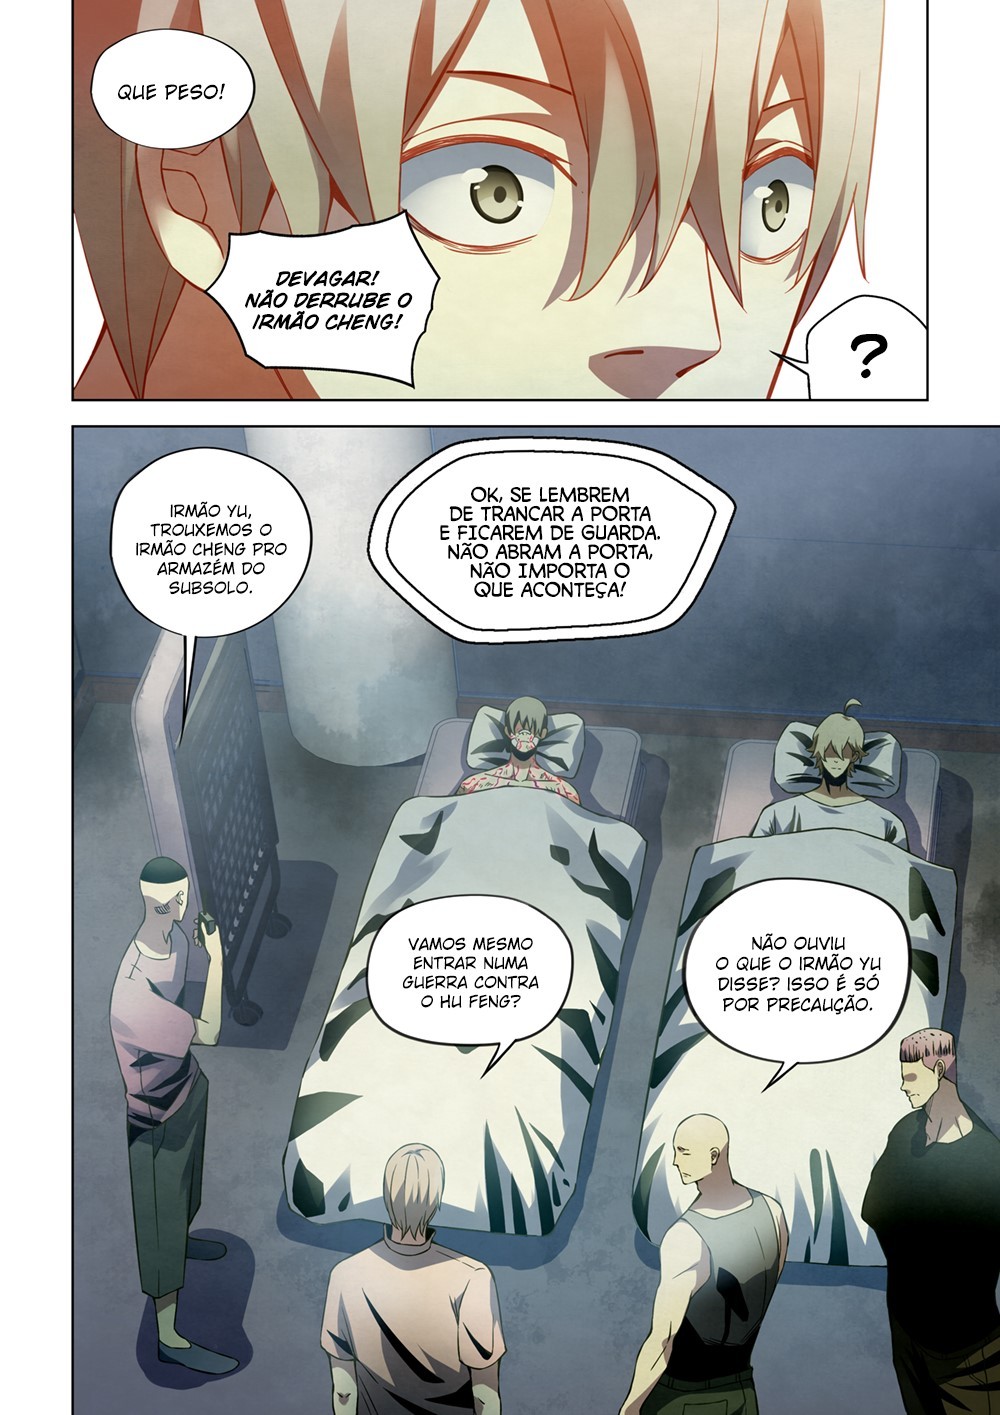 QUE PESO!
DEVAGAR!
NÃO DERRUBE O
IRMÃO CHENG!
?
IRMÃO YU,
TROUXEMOS O
IRMÃO CHENG PRO
ARMAZÉM DO
SUBSOLO.
OK, SE LEMBREM
DE TRANCAR A PORTA
E FICAREM DE GUARDA.
NÃO ABRAM A PORTA,
NÃO IMPORTA O
QUE ACONTEÇA!
VAMOS MESMO
ENTRAR NUMA
GUERRA CONTRA
O HU FENG?
NÃO OUVIU
O QUE O IRMÃO YU
DISSE? ISSO É SÓ
POR PRECAUÇÃO.